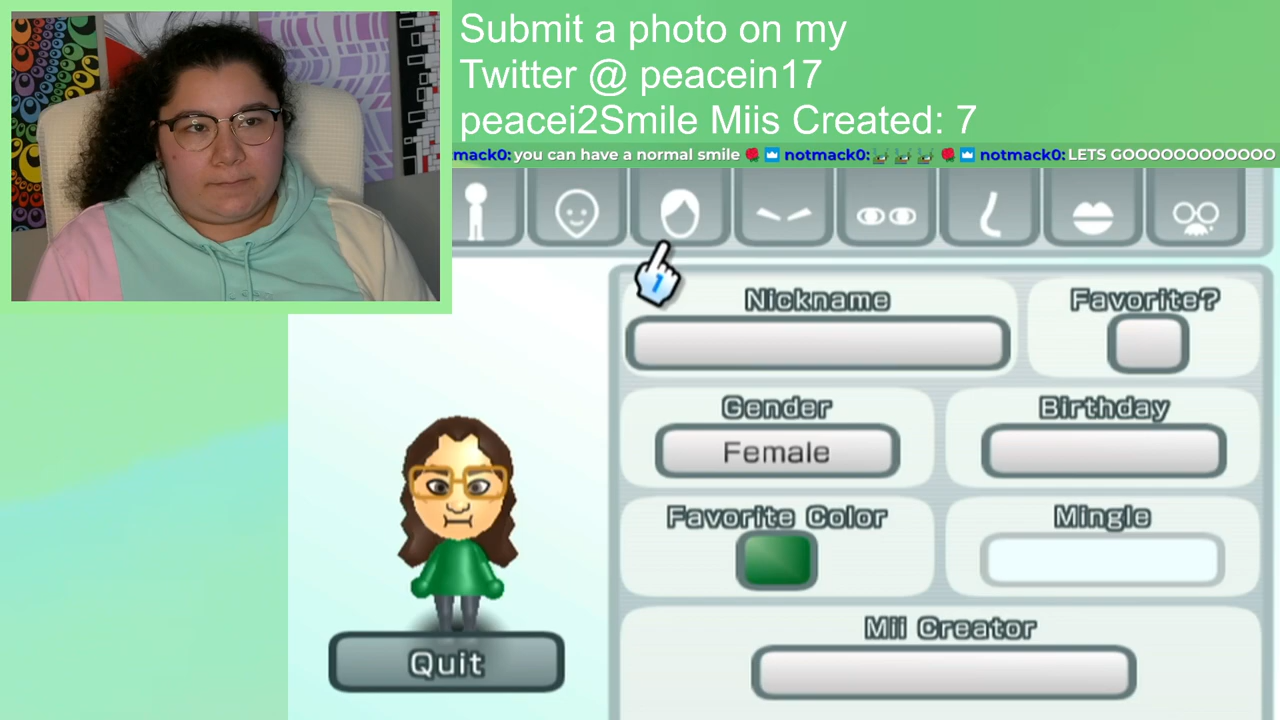 Submit a photo on my
Twitter @ peacein17
peacei2Smile Miis Created: 7
mack0: you can have a normal smile notmack0: notmack0: LETS GOOOOOOOOOOOO
1
Nickname
Favorite?
Gender
Birthday
Female
Favorite Color
Mingle
Mii Creator
Quit